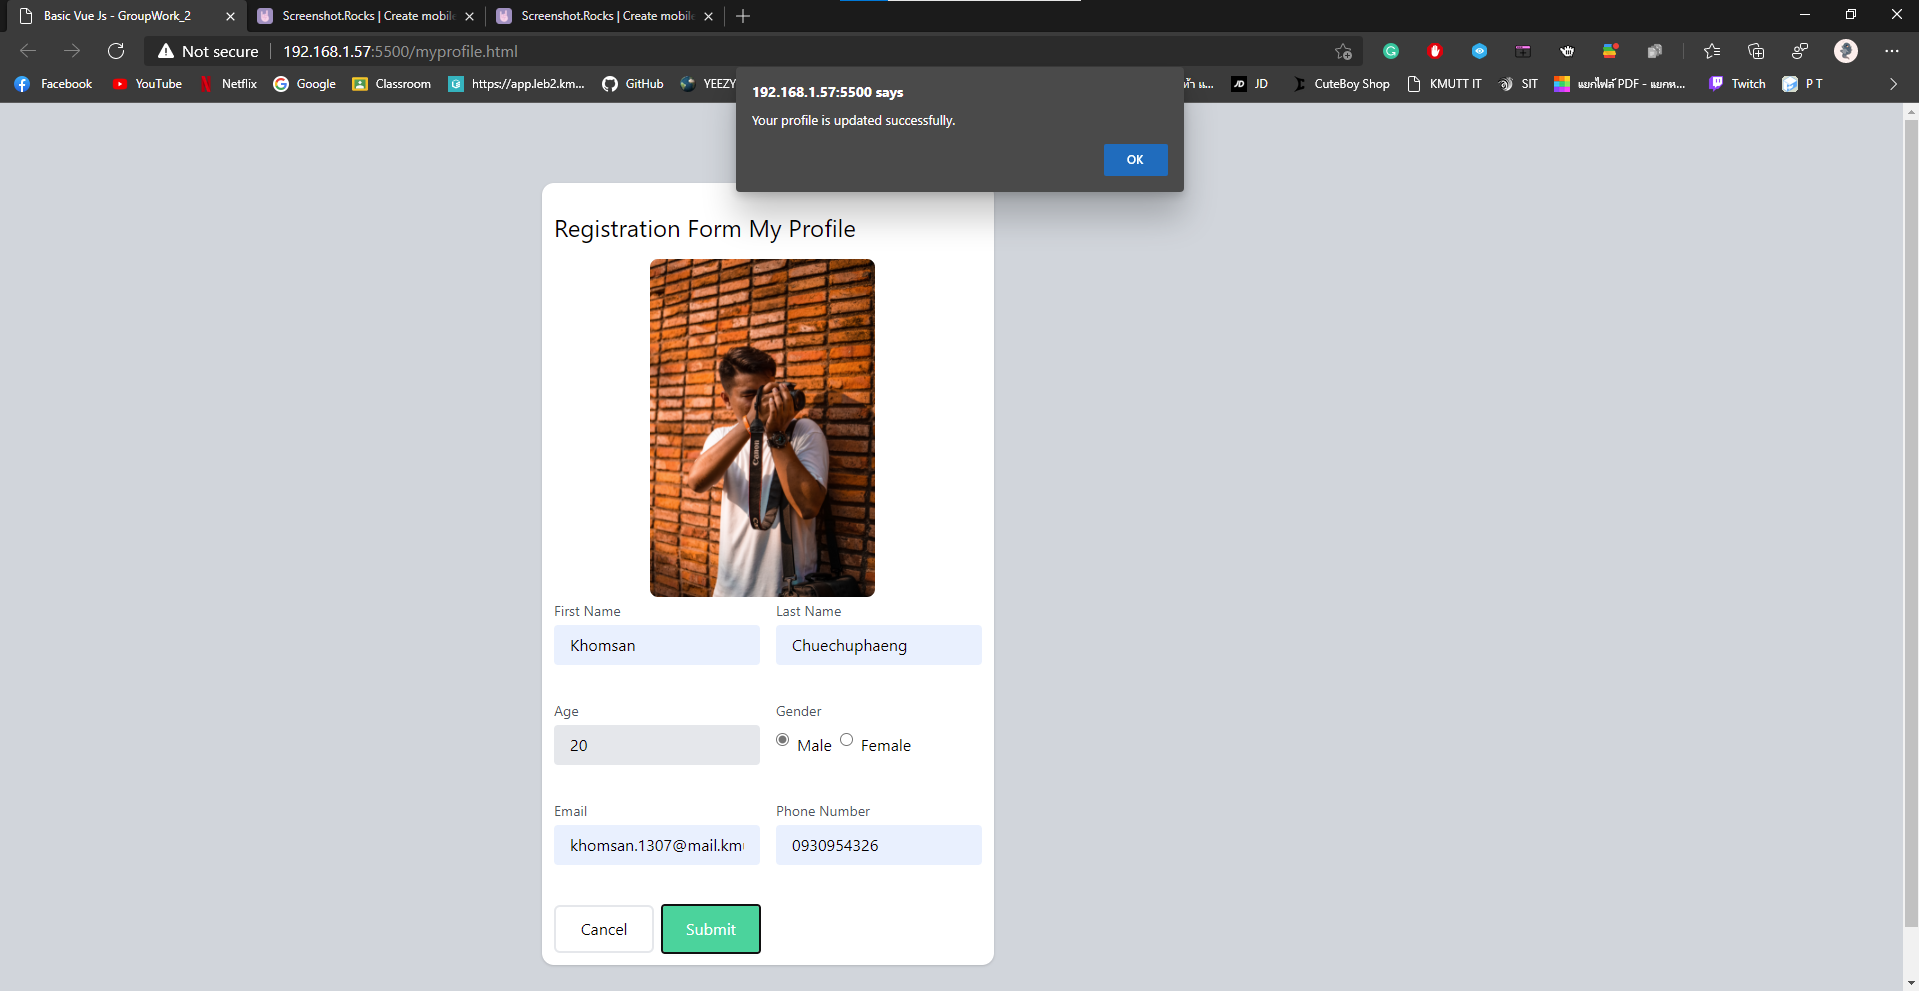 Basic Vue Js - GroupWork_2
Screenshot.Rocks | Create mobile
Screenshot.Rocks | Create mobile
Not secure
192.168.1.57:5500/myprofile.html
Facebook
YouTube
Netflix
Google
Classroom
https://app.leb2.km...
GitHub
YEEZY
JD
JD
CuteBoy Shop
KMUTT IT
SIT
แยกไฟล์ PDF - แยกห...
Twitch
P T
192.168.1.57:5500 says
Your profile is updated successfully.
OK
Registration Form My Profile
Canon
First Name
Last Name
Khomsan
Chuechuphaeng
Age
Gender
20
Male
Female
Email
Phone Number
khomsan.1307@mail.km
0930954326
Cancel
Submit